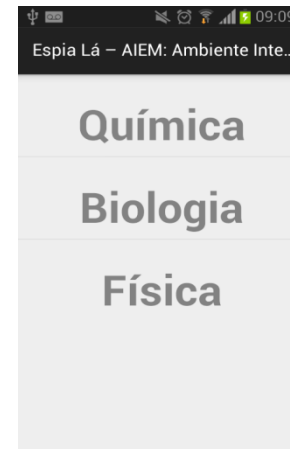 09:09
Espia Lá – AIEM: Ambiente Inte..
Química
Biologia
Física